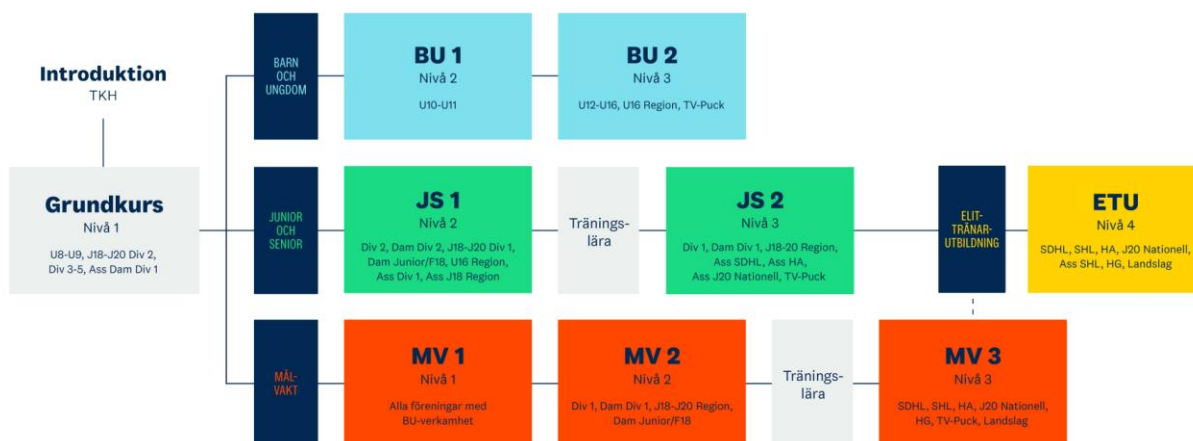 Introduktion
TKH
Grundkurs
Nivå 1
U8-U9, J18-J20 Div 2,
Div 3-5, Ass Dam Div 1
BARN
OCH
UNGDOM
BU 1
Nivå 2
U10-U11
BU 2
Nivå 3
U12-U16, U16 Region, TV-Puck
JUNIOR
OCH
SENIOR
JS 1
Nivå 2
Div 2, Dam Div 2, J18-J20 Div 1,
Dam Junior/F18, U16 Region,
Ass Div 1, Ass J18 Region
Tränings-
lära
JS 2
Nivå 3
Div 1, Dam Div 1, J18-20 Region,
Ass SDHL, Ass HA,
Ass J20 Nationell, TV-Puck
ELIT-
TRÄNAR-
UTBILDNING
ETU
Nivå 4
SDHL, SHL, HA, J20 Nationell,
Ass SHL, HG, Landslag
MÅL-
VAKT
MV 1
Nivå 1
Alla föreningar med
BU-verkamhet
MV 2
Nivå 2
Div 1, Dam Div 1, J18-J20 Region,
Dam Junior/F18
Tränings-
lära
MV 3
Nivå 3
SDHL, SHL, HA, J20 Nationell,
HG, TV-Puck, Landslag